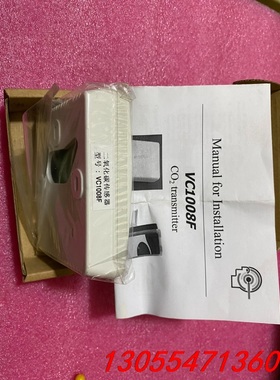 二氧化碳传感器
型号：VC1008F
Manual for Installation
VC1008F
CO₂ transmitter
13055471360